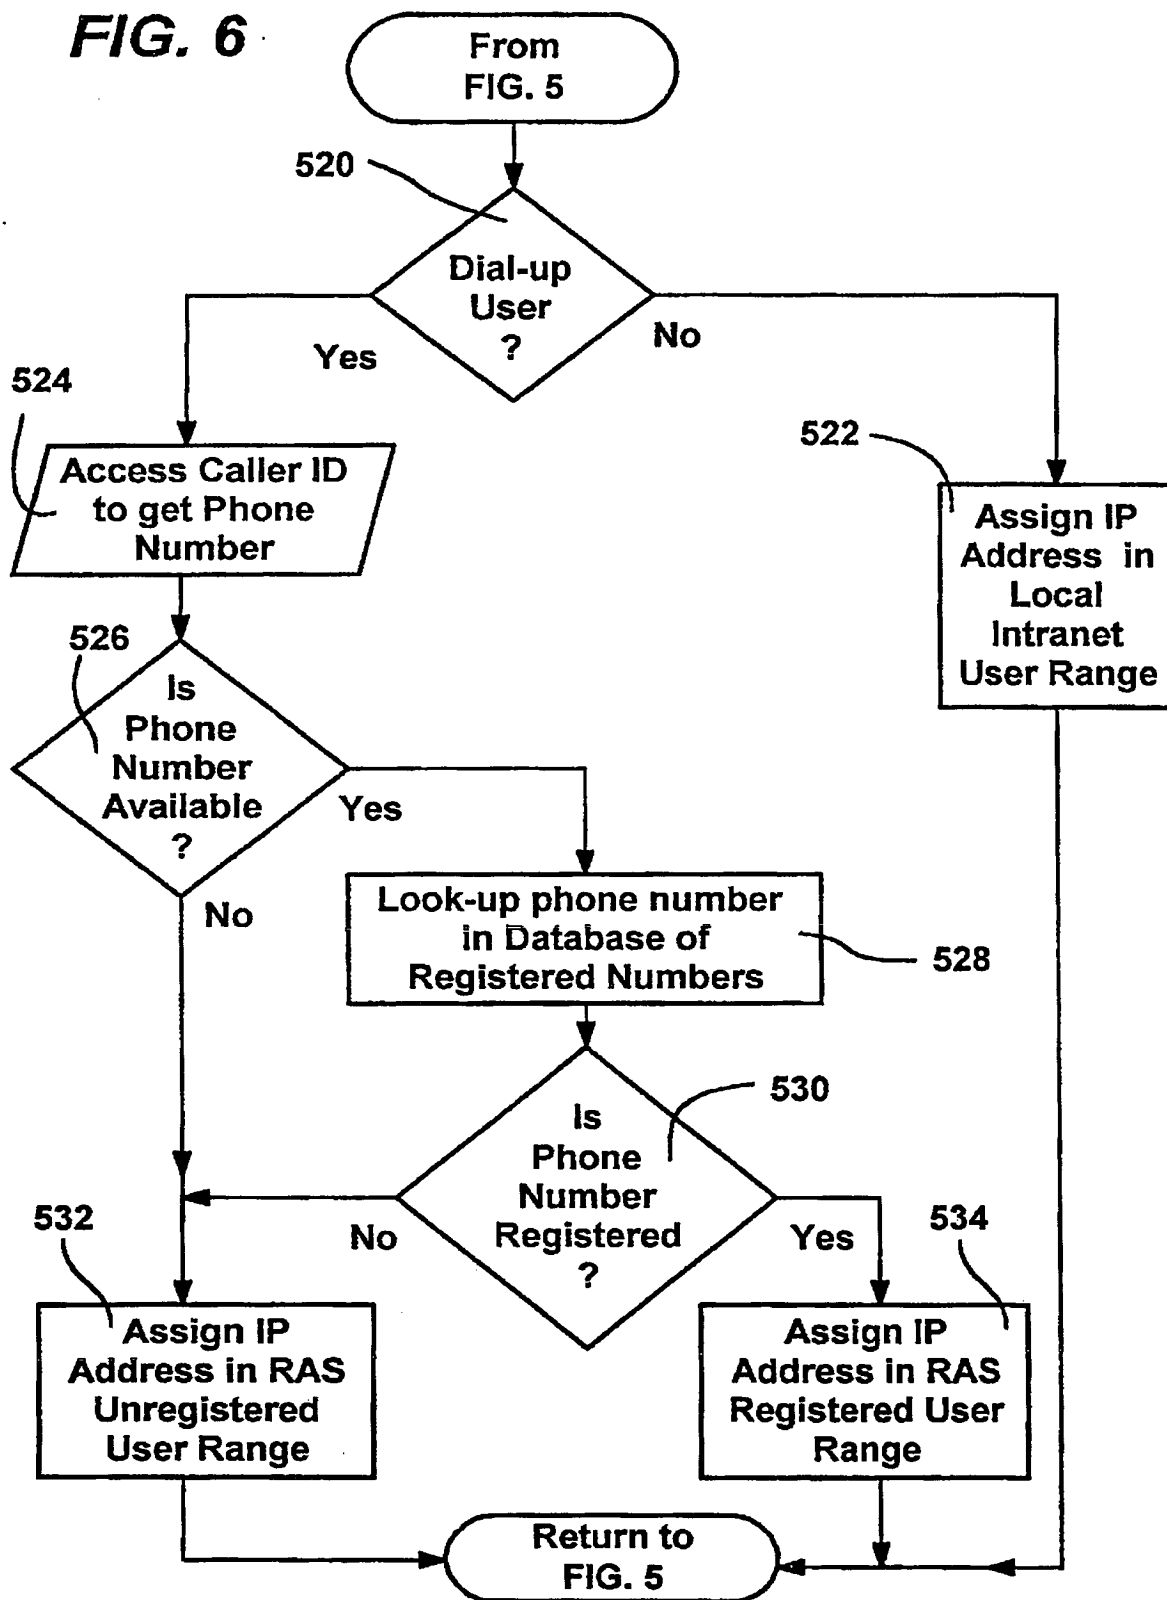 FIG. 6
From
FIG. 5
520
Dial-up
User
?
Yes
No
524
Access Caller ID
to get Phone
Number
522
Assign IP
Address in
Local
Intranet
User Range
526
Is
Phone
Number
Available
?
Yes
No
Look-up phone number
in Database of
Registered Numbers
528
Is
Phone
Number
Registered
?
530
No
Yes
532
Assign IP
Address in RAS
Unregistered
User Range
534
Assign IP
Address in RAS
Registered User
Range
Return to
FIG. 5